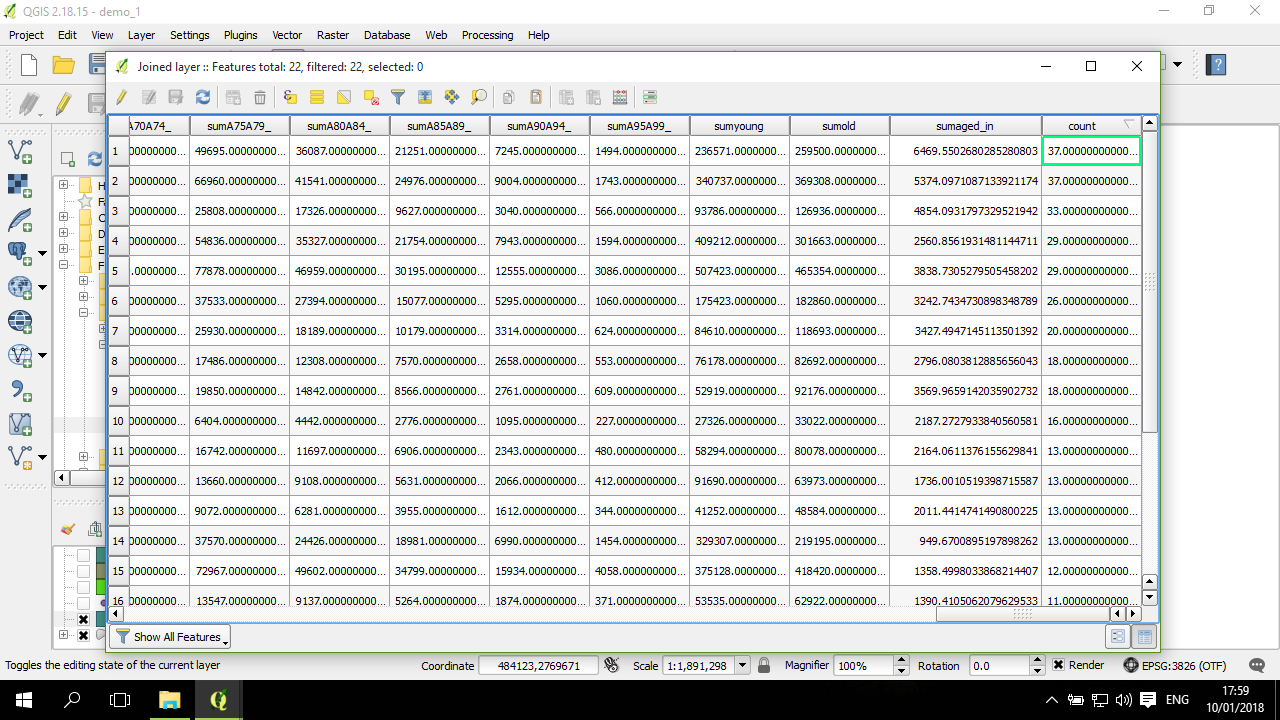 QGIS 2.18.15 - demo_1
Project Edit View Layer Settings Plugins Vector Raster Database Web Processing Help
Joined layer :: Features total: 22, filtered: 22, selected: 0
A70A74_ sumA75A79_ sumA80A84_ sumA85A89_ sumA90A94_ sumA95A99_ sumyoung sumold sumaged_in count
1 00000000... 49695.00000000... 36087.00000000... 21251.00000000... 7245.000000000... 1494.000000000... 236571.0000000... 259500.0000000... 6469.5502680285280803 37.00000000000...
2 00000000... 66960.00000000... 41541.00000000... 24976.00000000... 9004.000000000... 1743.000000000... 340737.0000000... 369308.0000000... 5374.0971087133921174 37.00000000000...
3 00000000... 25808.00000000... 17326.00000000... 9627.000000000... 3040.000000000... 566.0000000000... 93786.00000000... 126936.0000000... 4854.0931797329521942 33.00000000000...
4 00000000... 54836.00000000... 35327.00000000... 21754.00000000... 7943.000000000... 1594.000000000... 409212.0000000... 301663.0000000... 2560.8561931481144711 29.00000000000...
5 .0000000... 77878.00000000... 46959.00000000... 30195.00000000... 12555.00000000... 3086.000000000... 507423.0000000... 465354.0000000... 3838.7305279505458202 29.00000000000...
6 00000000... 37533.00000000... 27394.00000000... 15077.00000000... 5295.000000000... 1060.000000000... 175423.0000000... 182860.0000000... 3242.7434730898348789 26.00000000000...
7 00000000... 25930.00000000... 18189.00000000... 10179.00000000... 3314.000000000... 624.0000000000... 84610.00000000... 118693.0000000... 3427.4947145113501392 20.00000000000...
8 00000000... 17486.00000000... 12308.00000000... 7570.000000000... 2658.000000000... 553.0000000000... 76178.00000000... 82692.00000000... 2796.0803812885656043 18.00000000000...
9 00000000... 19850.00000000... 14842.00000000... 8566.000000000... 2761.000000000... 609.0000000000... 52919.00000000... 92176.00000000... 3569.9659142035902732 18.00000000000...
10 00000000... 6404.000000000... 4442.000000000... 2776.000000000... 1095.000000000... 227.0000000000... 27326.00000000... 33022.00000000... 2187.2727933840560581 16.00000000000...
11 00000000... 16742.00000000... 11697.00000000... 6906.000000000... 2343.000000000... 480.0000000000... 58294.00000000... 80078.00000000... 2164.0611376155629841 13.00000000000...
12 00000000... 13660.00000000... 9108.000000000... 5631.000000000... 2066.000000000... 412.0000000000... 91690.00000000... 63973.00000000... 1736.0010519398715587 13.00000000000...
13 00000000... 9072.000000000... 6281.000000000... 3955.000000000... 1612.000000000... 344.0000000000... 41252.00000000... 48584.00000000... 2011.4414741490800225 13.00000000000...
14 00000000... 37570.00000000... 24426.00000000... 18981.00000000... 6990.000000000... 1454.000000000... 329307.0000000... 219195.0000000... 949.6700895197898262 13.00000000000...
15 00000000... 72967.00000000... 49602.00000000... 34799.00000000... 15934.00000000... 4058.000000000... 375128.0000000... 418420.0000000... 1358.4998033868214407 12.00000000000...
16 00000000... 13547.00000000... 9137.000000000... 5264.000000000... 1874.000000000... 371.0000000000... 53535.00000000... 64622.00000000... 1390.4105062079629533 11.00000000000...
Show All Features
Toggles the editing state of the current layer Coordinate 484123,2769671 Scale 1:1,891,298 Magnifier 100% Rotation 0.0 Render EPSG:3826 (OTF)
ENG 17:59
10/01/2018